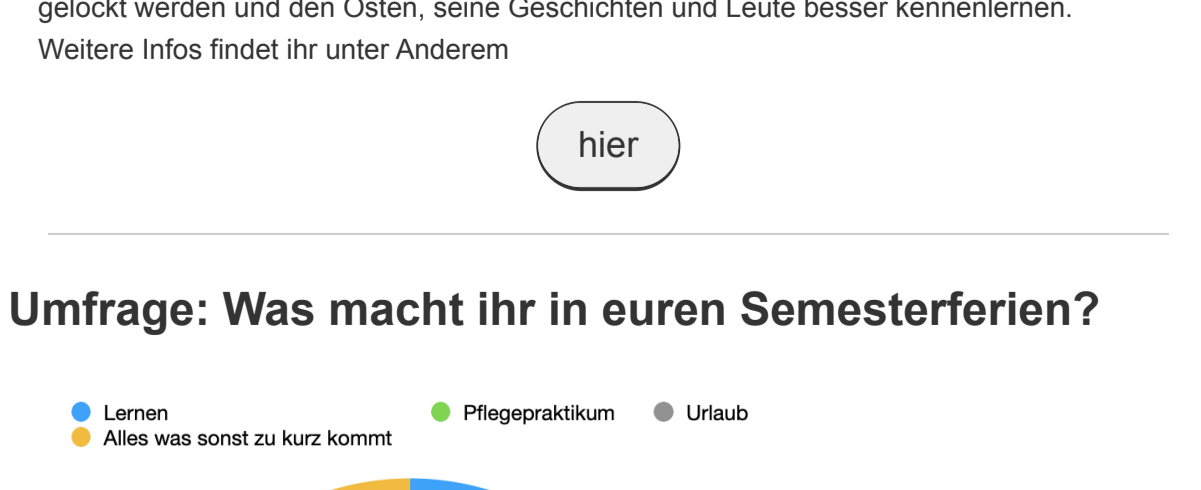 gelockt werden und den Osten, seine Geschichten und Leute besser kennenlernen.
Weitere Infos findet ihr unter Anderem
hier
Umfrage: Was macht ihr in euren Semesterferien?
Lernen Pflegepraktikum Urlaub
Alles was sonst zu kurz kommt